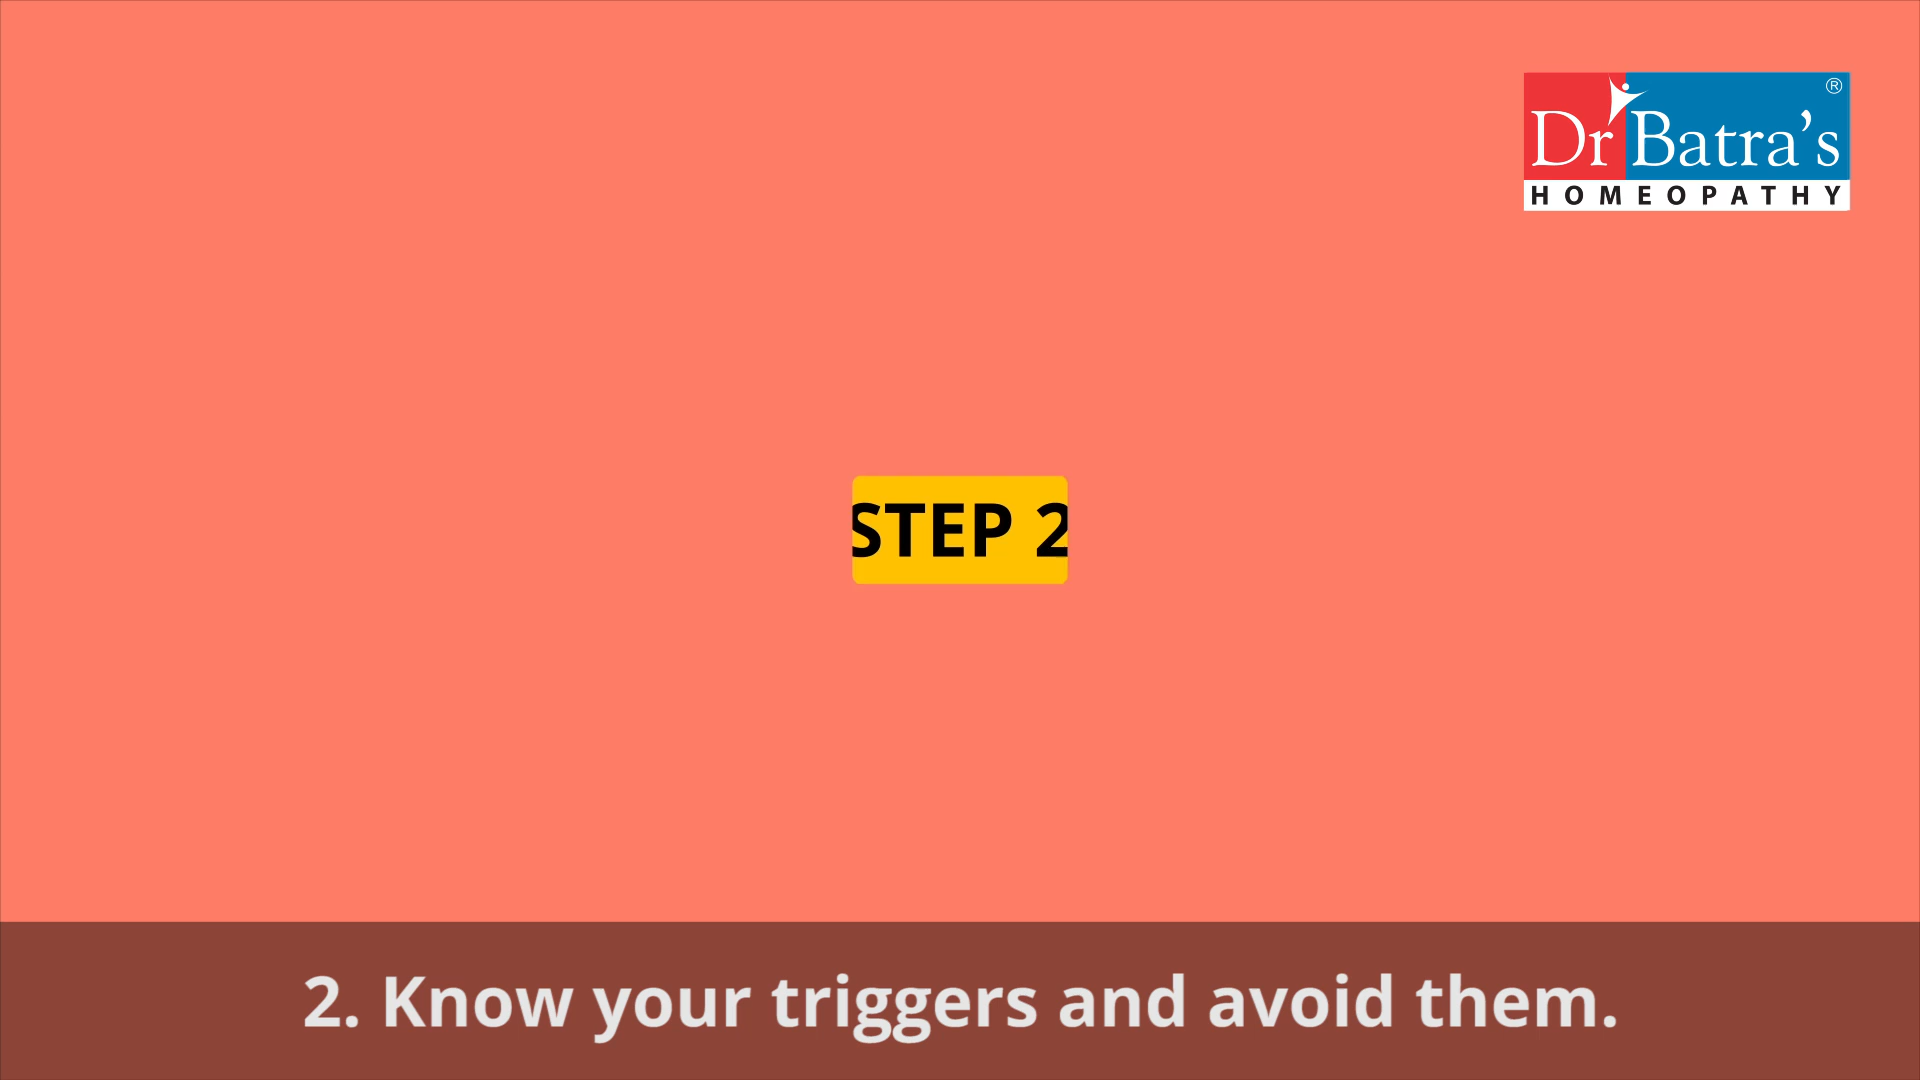 Dr Batra's ®
HOMEOPATHY
STEP 2
2. Know your triggers and avoid them.